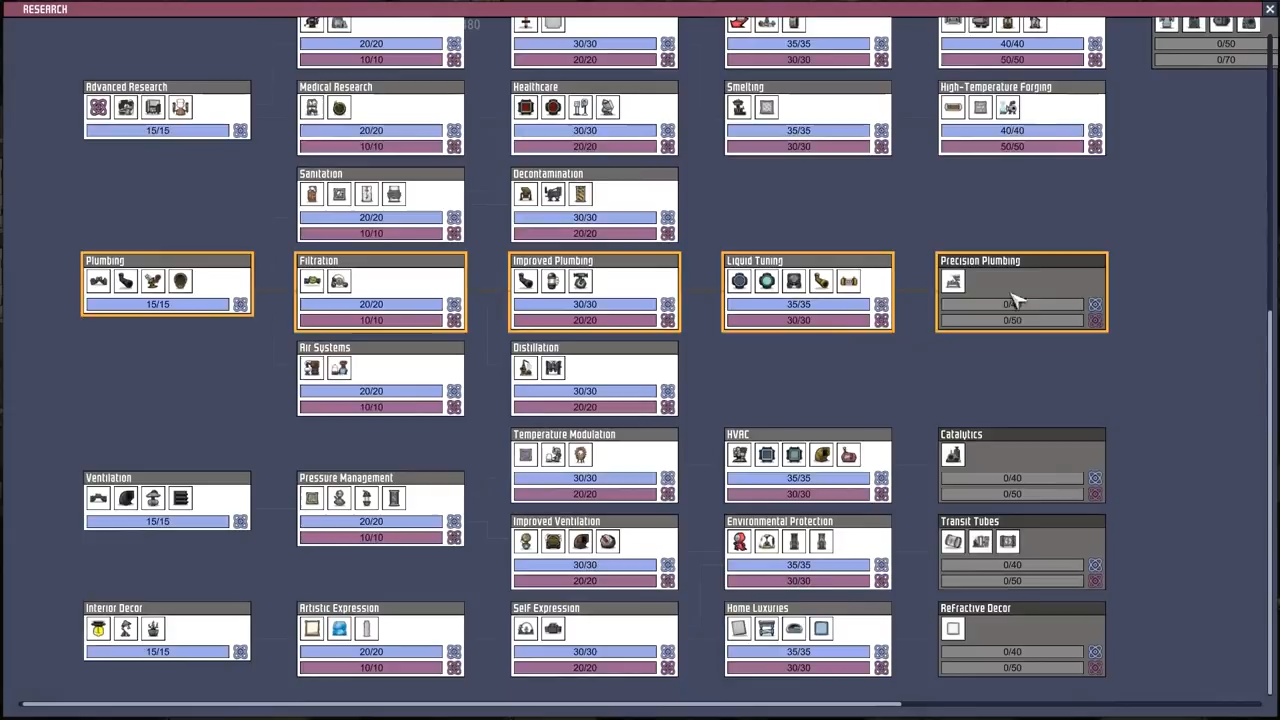 RESEARCH
80
20/20
30/30
35/35
40/40
0/50
10/10
20/20
30/30
50/50
0/70
Advanced Research
Medical Research
Healthcare
Smelting
High-Temperature Forging
15/15
20/20
30/30
35/35
40/40
10/10
20/20
30/30
50/50
Sanitation
Decontamination
20/20
30/30
10/10
20/20
Plumbing
Filtration
Improved Plumbing
Liquid Tuning
Precision Plumbing
15/15
20/20
30/30
35/35
10/10
20/20
30/30
0/50
Air Systems
Distillation
20/20
30/30
10/10
20/20
Temperature Modulation
HVAC
Catalytics
30/30
35/35
0/40
20/20
30/30
0/50
Ventilation
Pressure Management
15/15
20/20
10/10
Improved Ventilation
Environmental Protection
Transit Tubes
30/30
35/35
0/40
20/20
30/30
0/50
Interior Decor
Artistic Expression
Self Expression
Home Luxuries
Refractive Decor
15/15
20/20
30/30
35/35
0/40
10/10
20/20
30/30
0/50